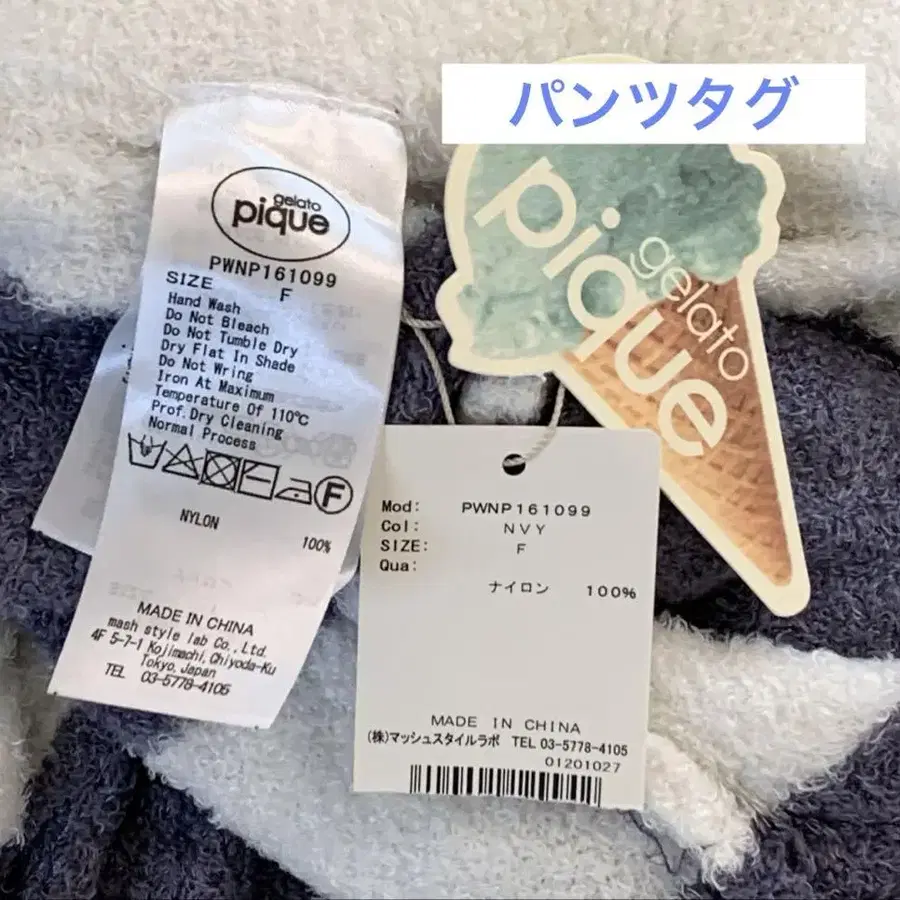 パンツタグ
gelato
pique
PWNP161099
SIZE F
Hand Wash
Do Not Bleach
Do Not Tumble Dry
Dry Flat In Shade
Do Not Wring
Iron At Maximum
Temperature Of 110℃
Prof.Dry Cleaning
Normal Process
F
NYLON
100%
MADE IN CHINA
mash style lab Co.,Ltd.
4F 5-7-1 Kojimachi,Chiyoda-Ku
Tokyo,Japan
TEL 03-5778-4105
gelato
pique
Mod: PWNP161099
Col: NVY
SIZE: F
Qua:
ナイロン 100%
MADE IN CHINA
(株)マッシュスタイルラボ TEL 03-5778-4105
01201027